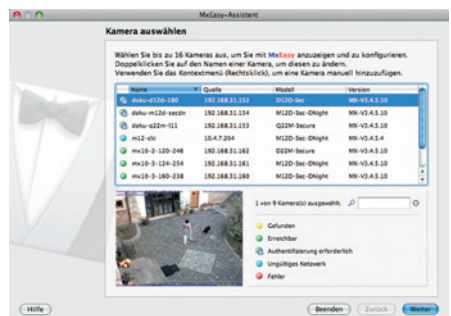 MxEasy-Assistent
Kamera auswählen
Wählen Sie bis zu 16 Kameras aus, um Sie mit MxEasy anzuzeigen und zu konfigurieren.
Doppelklicken Sie auf den Namen einer Kamera, um diesen zu ändern.
Verwenden Sie das Kontextmenü (Rechtsklick), um eine Kamera manuell hinzuzufügen.
Name Quelle Modell Version
doku-d12d-180 192.168.31.152 D12D-Sec MX-V3.4.5.10
doku-m12d-secdn 192.168.31.154 M12D-Sec-DNight MX-V3.4.5.10
doku-q22m-l11 192.168.31.153 Q22M-Secure MX-V3.4.5.10
m12-ckl 10.4.7.204 M12D-Sec-DNight MX-V3.4.5.10
mx10-2-120-246 192.168.31.162 D22M-Secure MX-V3.4.5.10
mx10-3-124-254 192.168.31.161 M12D-Sec-DNight MX-V3.4.5.10
mx10-3-160-238 192.168.31.160 M12D-Sec-DNight MX-V3.4.5.10
1 von 9 Kamera(s) ausgewählt.
Gefunden
Erreichbar
Authentifizierung erforderlich
Ungültiges Netzwerk
Fehler
Hilfe Beenden Zurück Weiter